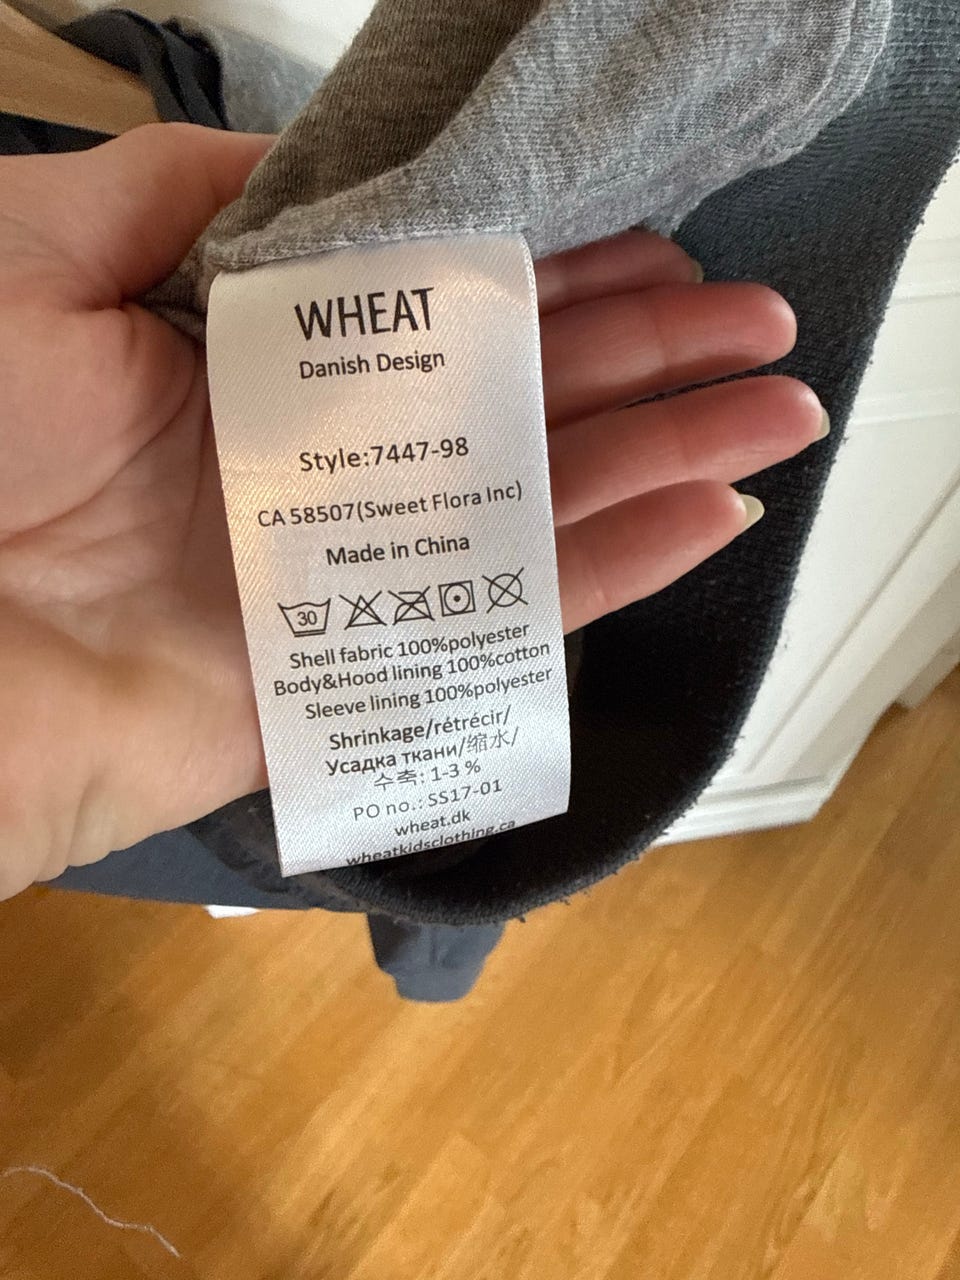 WHEAT
Danish Design
Style:7447-98
CA 58507(Sweet Flora Inc)
Made in China
30
Shell fabric 100%polyester
Body&Hood lining 100%cotton
Sleeve lining 100%polyester
Shrinkage/rétrécir/
Усадка ткани/缩水/
수축: 1-3 %
PO no.: SS17-01
wheat.dk
wheatkidsclothing.ca